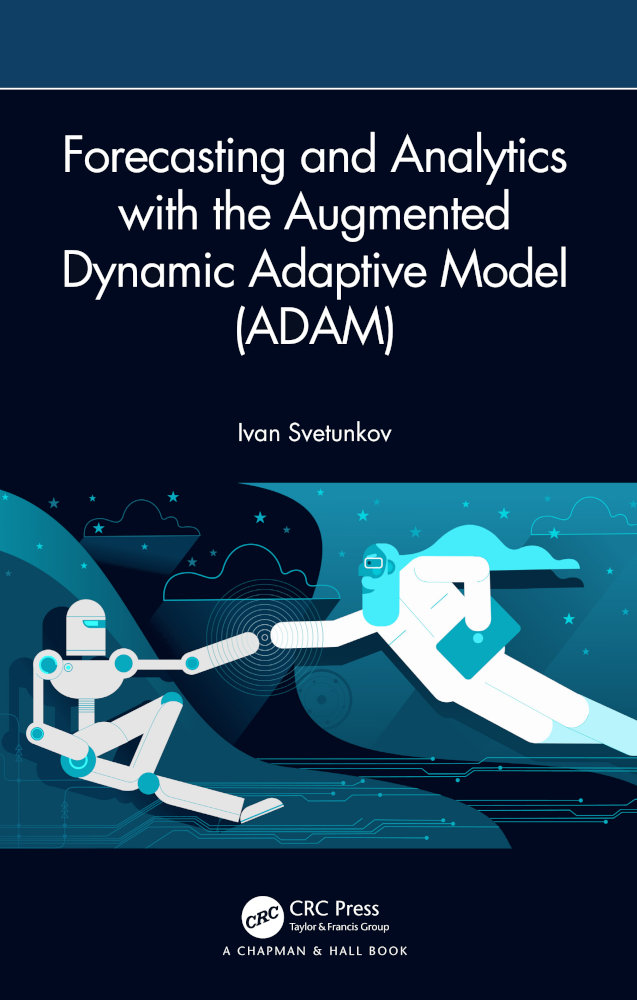 Forecasting and Analytics
with the Augmented
Dynamic Adaptive Model
(ADAM)
Ivan Svetunkov
CRC
CRC Press
Taylor & Francis Group
A CHAPMAN & HALL BOOK